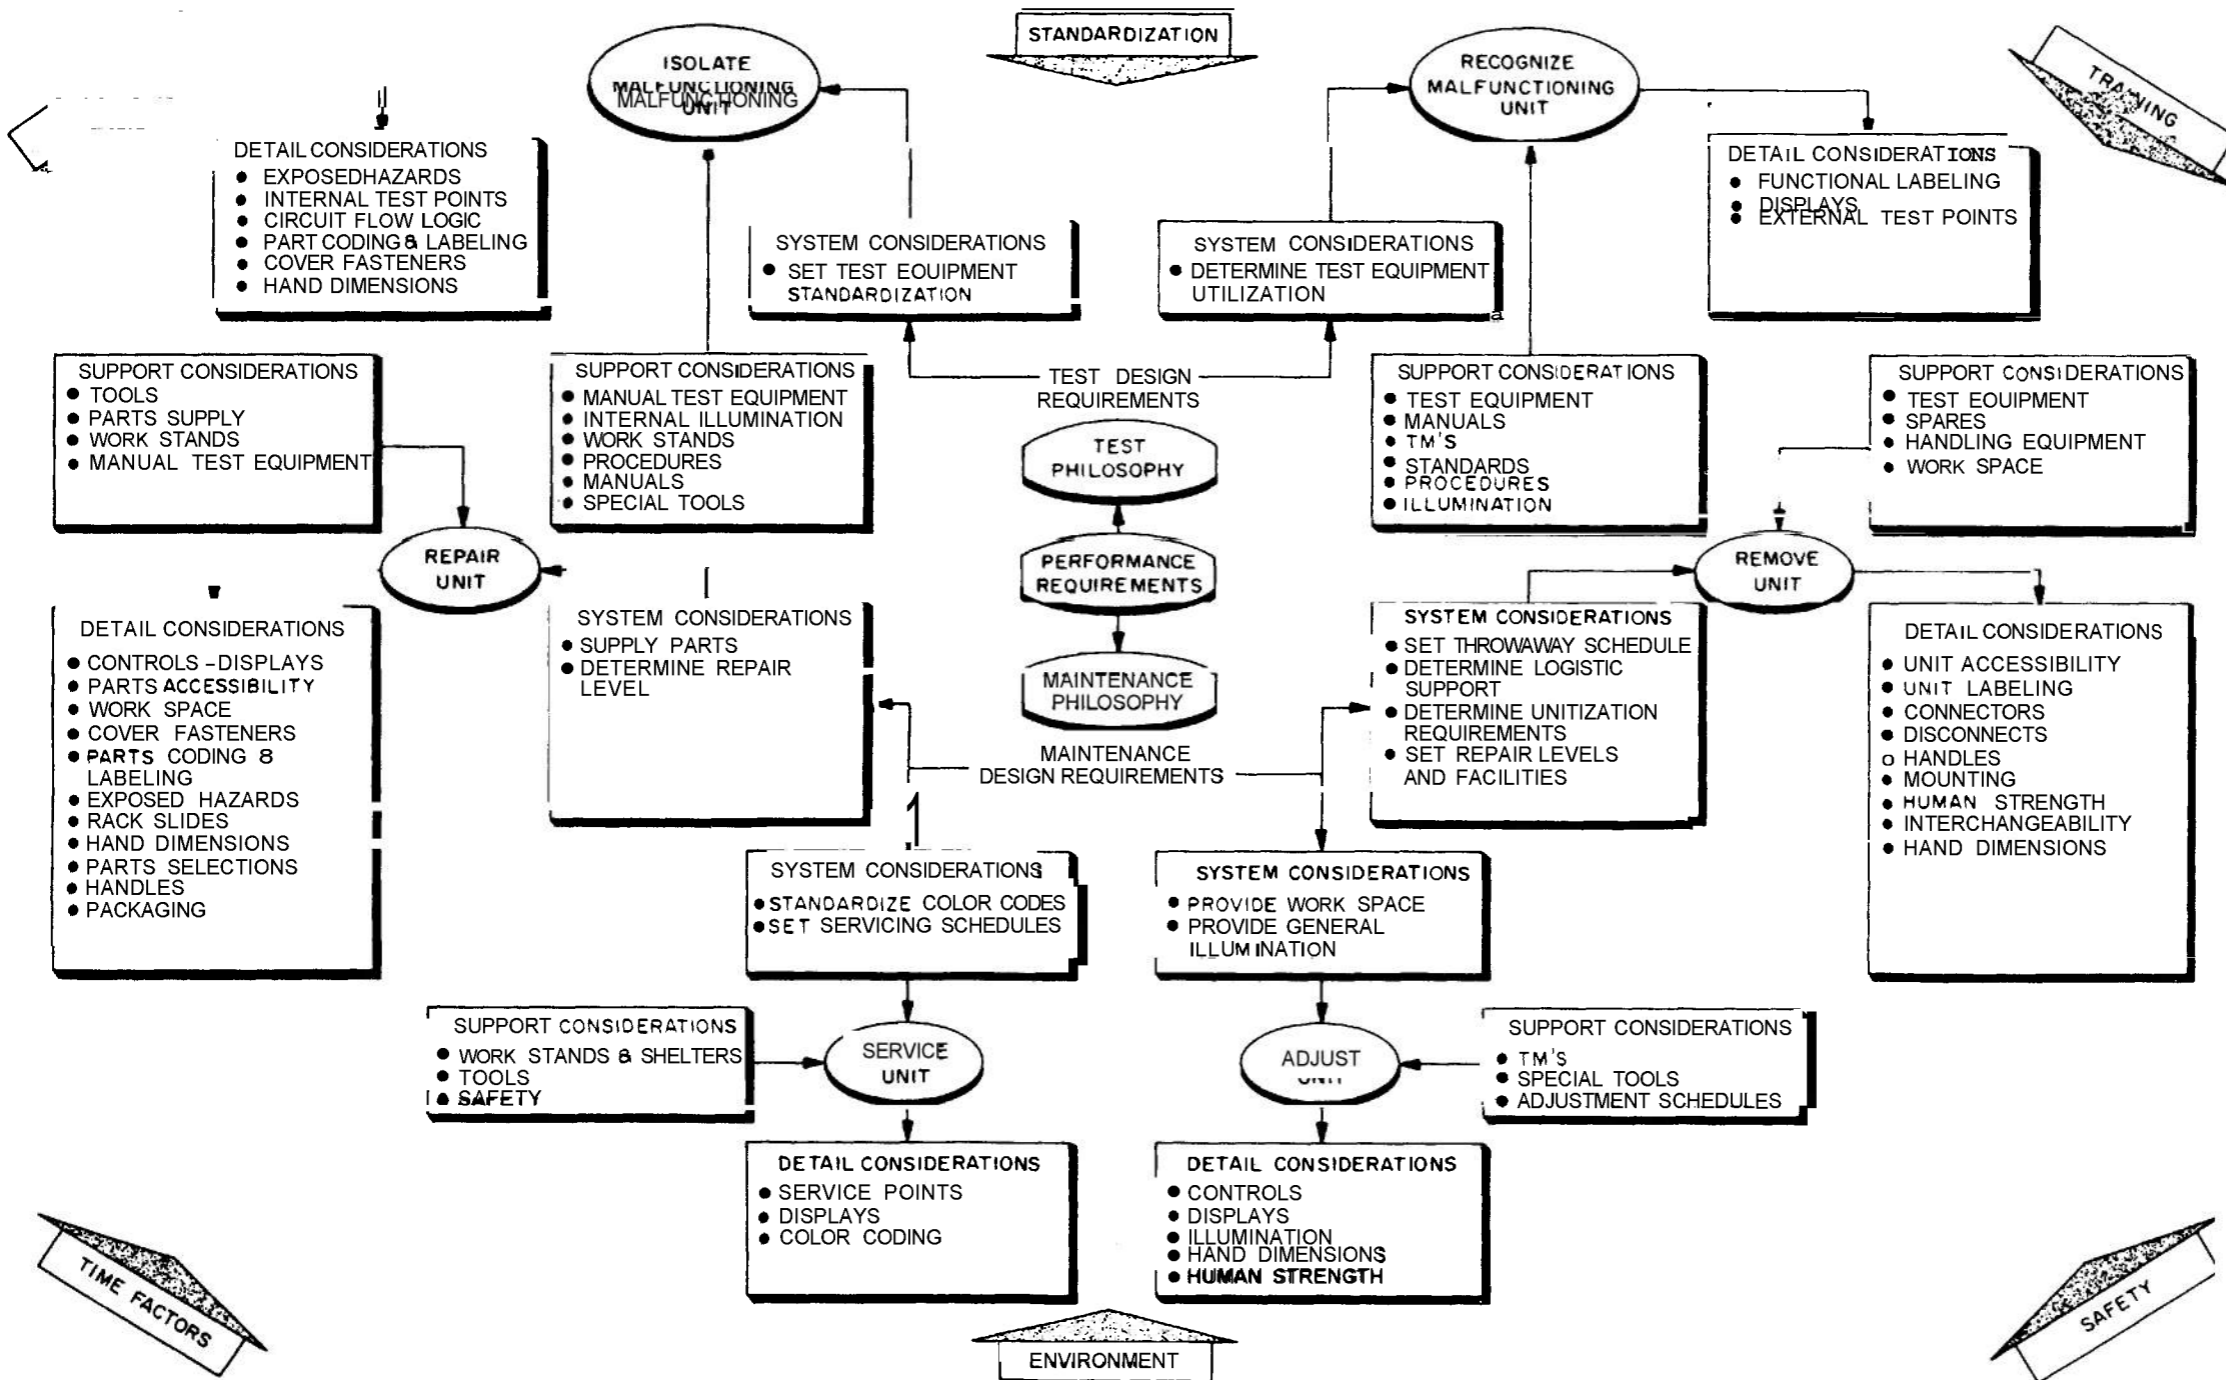 STANDARDIZATION
ISOLATE
MALFUNCTIONING
MALFUNCTIONING
UNIT
RECOGNIZE
MALFUNCTIONING
UNIT
TRAINING
DETAIL CONSIDERATIONS
● EXPOSEDHAZARDS
● INTERNAL TEST POINTS
● CIRCUIT FLOW LOGIC
● PART CODING & LABELING
● COVER FASTENERS
● HAND DIMENSIONS
SYSTEM CONSIDERATIONS
● SET TEST EQUIPMENT
STANDARDIZATION
SYSTEM CONSIDERATIONS
● DETERMINE TEST EQUIPMENT
UTILIZATION
DETAIL CONSIDERATIONS
● FUNCTIONAL LABELING
● DISPLAYS
● EXTERNAL TEST POINTS
SUPPORT CONSIDERATIONS
● TOOLS
● PARTS SUPPLY
● WORK STANDS
● MANUAL TEST EQUIPMENT
SUPPORT CONSIDERATIONS
● MANUAL TEST EQUIPMENT
● INTERNAL ILLUMINATION
● WORK STANDS
● PROCEDURES
● MANUALS
● SPECIAL TOOLS
TEST DESIGN
REQUIREMENTS
TEST
PHILOSOPHY
PERFORMANCE
REQUIREMENTS
MAINTENANCE
PHILOSOPHY
MAINTENANCE
DESIGN REQUIREMENTS
SUPPORT CONSIDERATIONS
● TEST EQUIPMENT
● MANUALS
● TM'S
● STANDARDS
● PROCEDURES
● ILLUMINATION
SUPPORT CONSIDERATIONS
● TEST EQUIPMENT
● SPARES
● HANDLING EQUIPMENT
● WORK SPACE
REPAIR
UNIT
REMOVE
UNIT
DETAIL CONSIDERATIONS
● CONTROLS – DISPLAYS
● PARTS ACCESSIBILITY
● WORK SPACE
● COVER FASTENERS
● PARTS CODING &
LABELING
● EXPOSED HAZARDS
● RACK SLIDES
● HAND DIMENSIONS
● PARTS SELECTIONS
● HANDLES
● PACKAGING
SYSTEM CONSIDERATIONS
● SUPPLY PARTS
● DETERMINE REPAIR
LEVEL
SYSTEM CONSIDERATIONS
● SET THROWAWAY SCHEDULE
● DETERMINE LOGISTIC
SUPPORT
● DETERMINE UNITIZATION
REQUIREMENTS
● SET REPAIR LEVELS
AND FACILITIES
DETAIL CONSIDERATIONS
● UNIT ACCESSIBILITY
● UNIT LABELING
● CONNECTORS
● DISCONNECTS
○ HANDLES
● MOUNTING
● HUMAN STRENGTH
● INTERCHANGEABILITY
● HAND DIMENSIONS
SYSTEM CONSIDERATIONS
● STANDARDIZE COLOR CODES
● SET SERVICING SCHEDULES
SYSTEM CONSIDERATIONS
● PROVIDE WORK SPACE
● PROVIDE GENERAL
ILLUMINATION
SUPPORT CONSIDERATIONS
● WORK STANDS & SHELTERS
● TOOLS
● SAFETY
SERVICE
UNIT
ADJUST
UNIT
SUPPORT CONSIDERATIONS
● TM'S
● SPECIAL TOOLS
● ADJUSTMENT SCHEDULES
DETAIL CONSIDERATIONS
● SERVICE POINTS
● DISPLAYS
● COLOR CODING
DETAIL CONSIDERATIONS
● CONTROLS
● DISPLAYS
● ILLUMINATION
● HAND DIMENSIONS
● HUMAN STRENGTH
TIME FACTORS
ENVIRONMENT
SAFETY